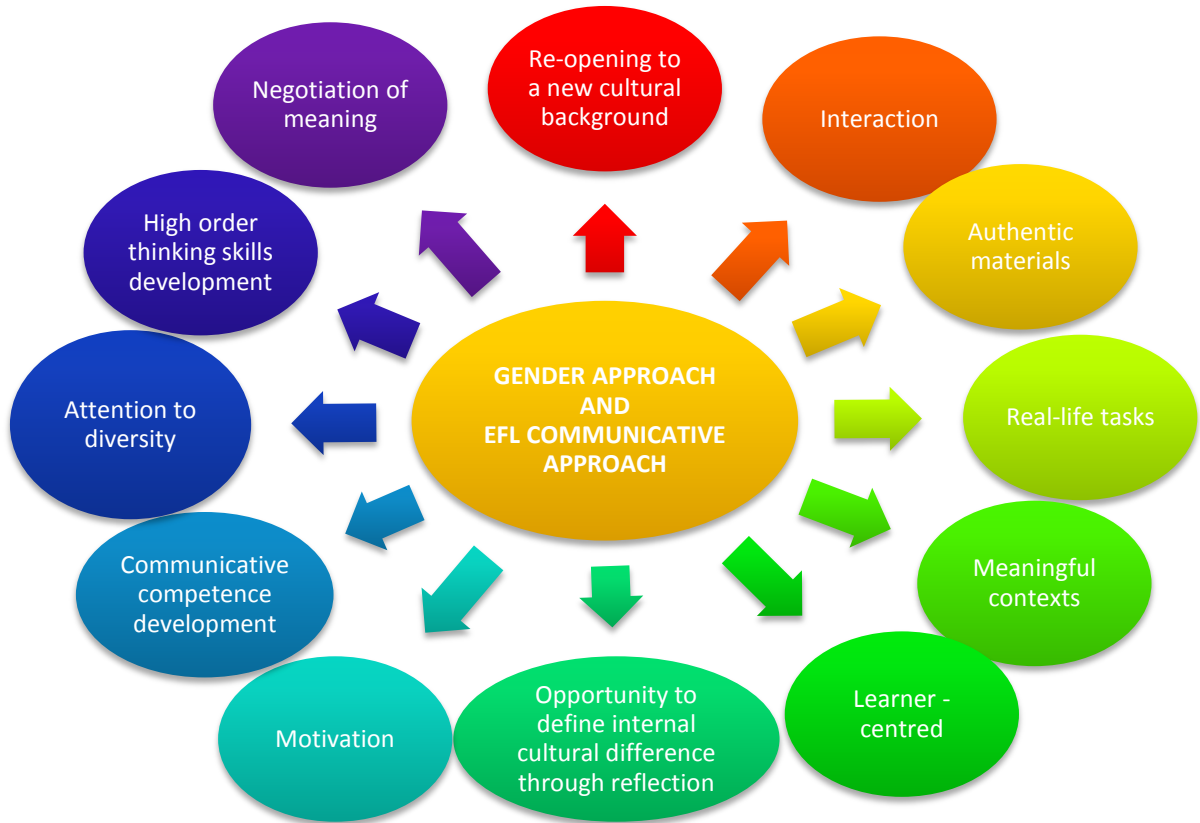 Re-opening to
a new cultural
background
Interaction
Authentic
materials
Real-life tasks
Meaningful
contexts
Learner -
centred
Opportunity to
define internal
cultural difference
through reflection
Motivation
Communicative
competence
development
Attention to
diversity
High order
thinking skills
development
Negotiation of
meaning
GENDER APPROACH
AND
EFL COMMUNICATIVE
APPROACH